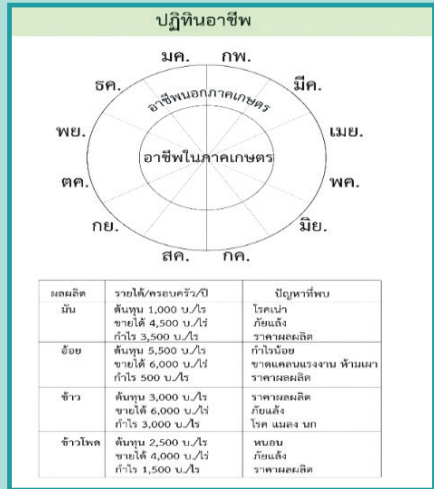 ปฏิทินอาชีพ
มค. กพ.
ธค. มีค.
อาชีพนอกภาคเกษตร
พย. เมย.
อาชีพในภาคเกษตร
ตค. พค.
กย. มิย.
สค. กค.
ผลผลิต รายได้/ครอบครัว/ปี ปัญหาที่พบ
มัน ต้นทุน 1,000 บ./ไร่ โรคเน่า
ขายได้ 4,500 บ./ไร่ ภัยแล้ง
กำไร 3,500 บ./ไร่ ราคาผลผลิต
อ้อย ต้นทุน 5,500 บ./ไร่ กำไรน้อย
ขายได้ 6,000 บ./ไร่ ขาดแคลนแรงงาน ห้ามเผา
กำไร 500 บ./ไร่ ราคาผลผลิต
ข้าว ต้นทุน 3,000 บ./ไร่ ราคาผลผลิต
ขายได้ 6,000 บ./ไร่ ภัยแล้ง
กำไร 3,000 บ./ไร่ โรค แมลง นก
ข้าวโพด ต้นทุน 2,500 บ./ไร่ หนอน
ขายได้ 4,000 บ./ไร่ ภัยแล้ง
กำไร 1,500 บ./ไร่ ราคาผลผลิต